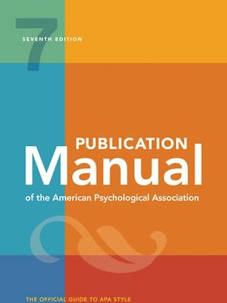 7
SEVENTH EDITION
PUBLICATION
Manual
of the American Psychological Association
THE OFFICIAL GUIDE TO APA STYLE